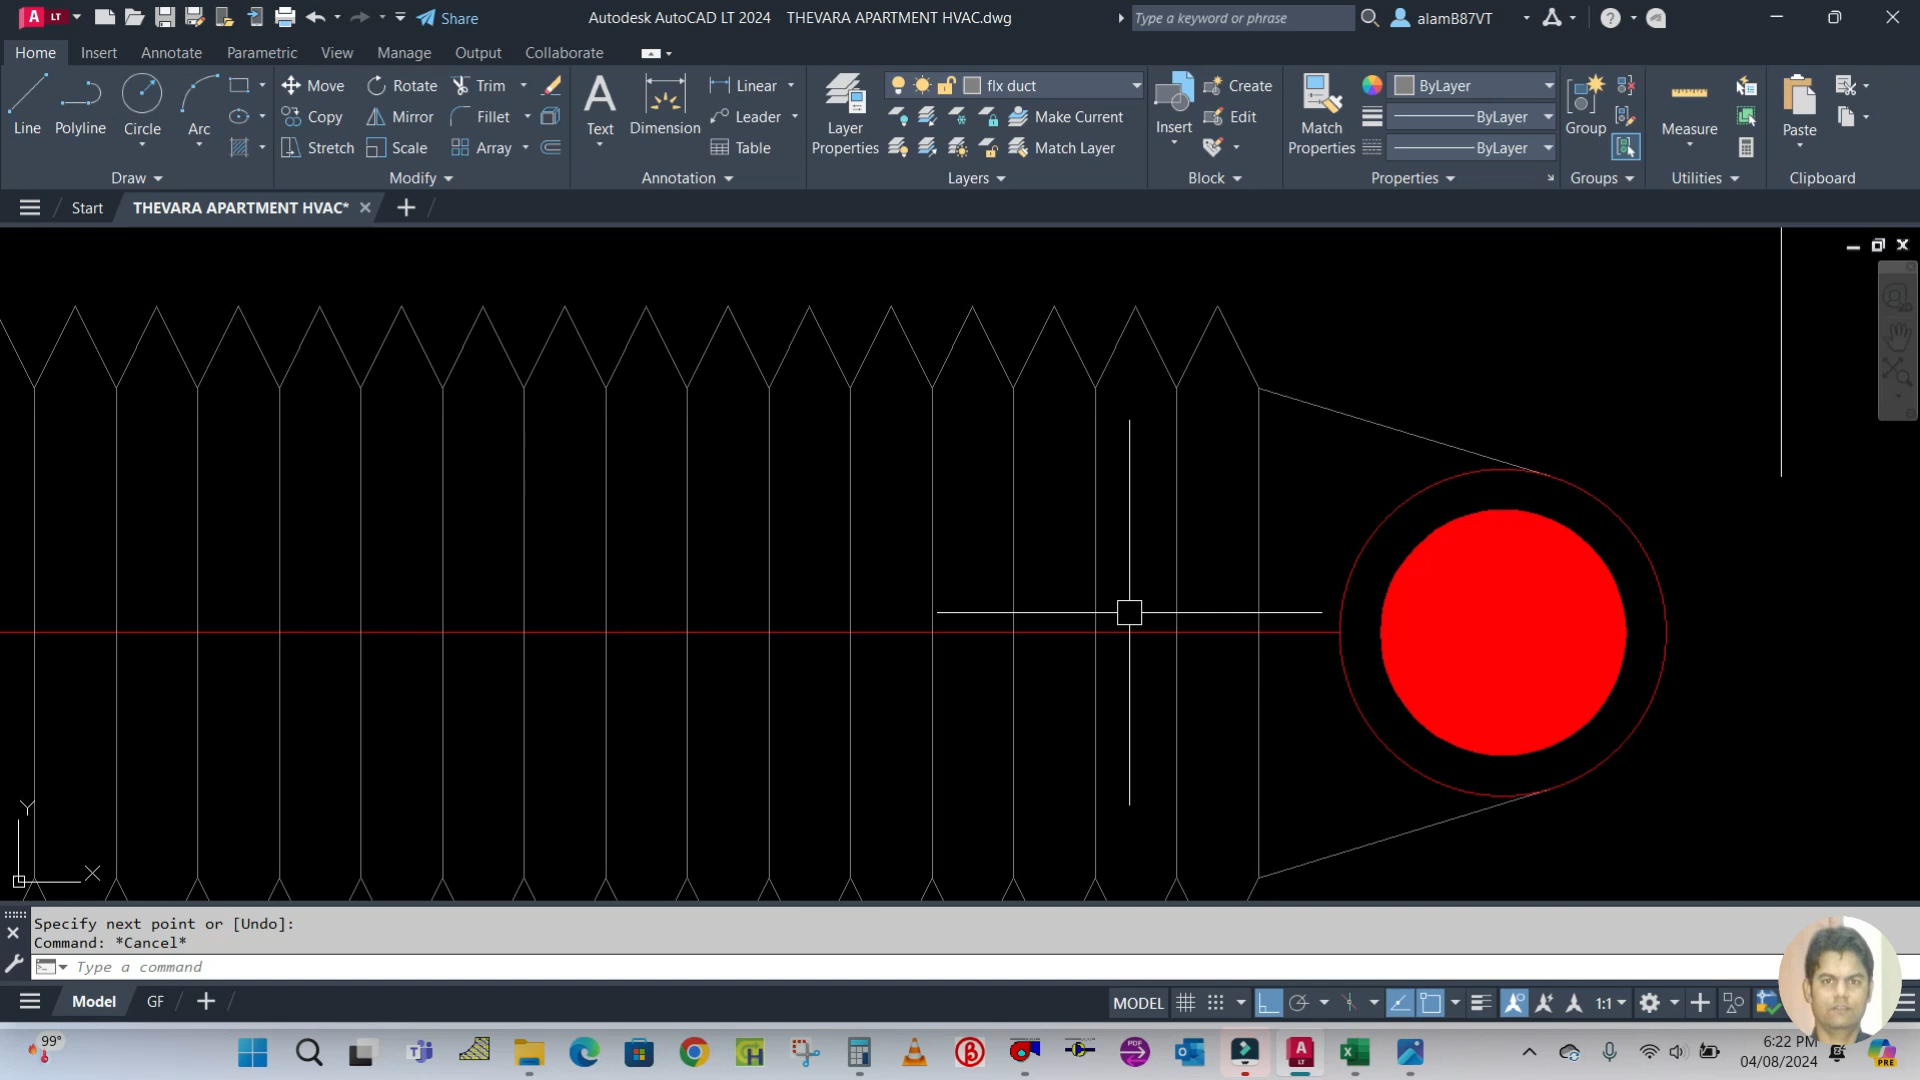 A LT
Share
Autodesk AutoCAD LT 2024 THEVARA APARTMENT HVAC.dwg
Type a keyword or phrase
alamB87VT
Home Insert Annotate Parametric View Manage Output Collaborate
Line Polyline Circle Arc
Move Rotate Trim
Copy Mirror Fillet
Stretch Scale Array
Text Dimension
Linear
Leader
Table
Layer Properties
flx duct
Make Current
Match Layer
Insert
Create
Edit
Match Properties
ByLayer
ByLayer
ByLayer
Group
Measure
Paste
Draw Modify Annotation Layers Block Properties Groups Utilities Clipboard
Start THEVARA APARTMENT HVAC*
Y
X
Specify next point or [Undo]:
Command: *Cancel*
Type a command
Model GF
MODEL
1:1
99°
PDF
A LT
6:22 PM
04/08/2024
PRE